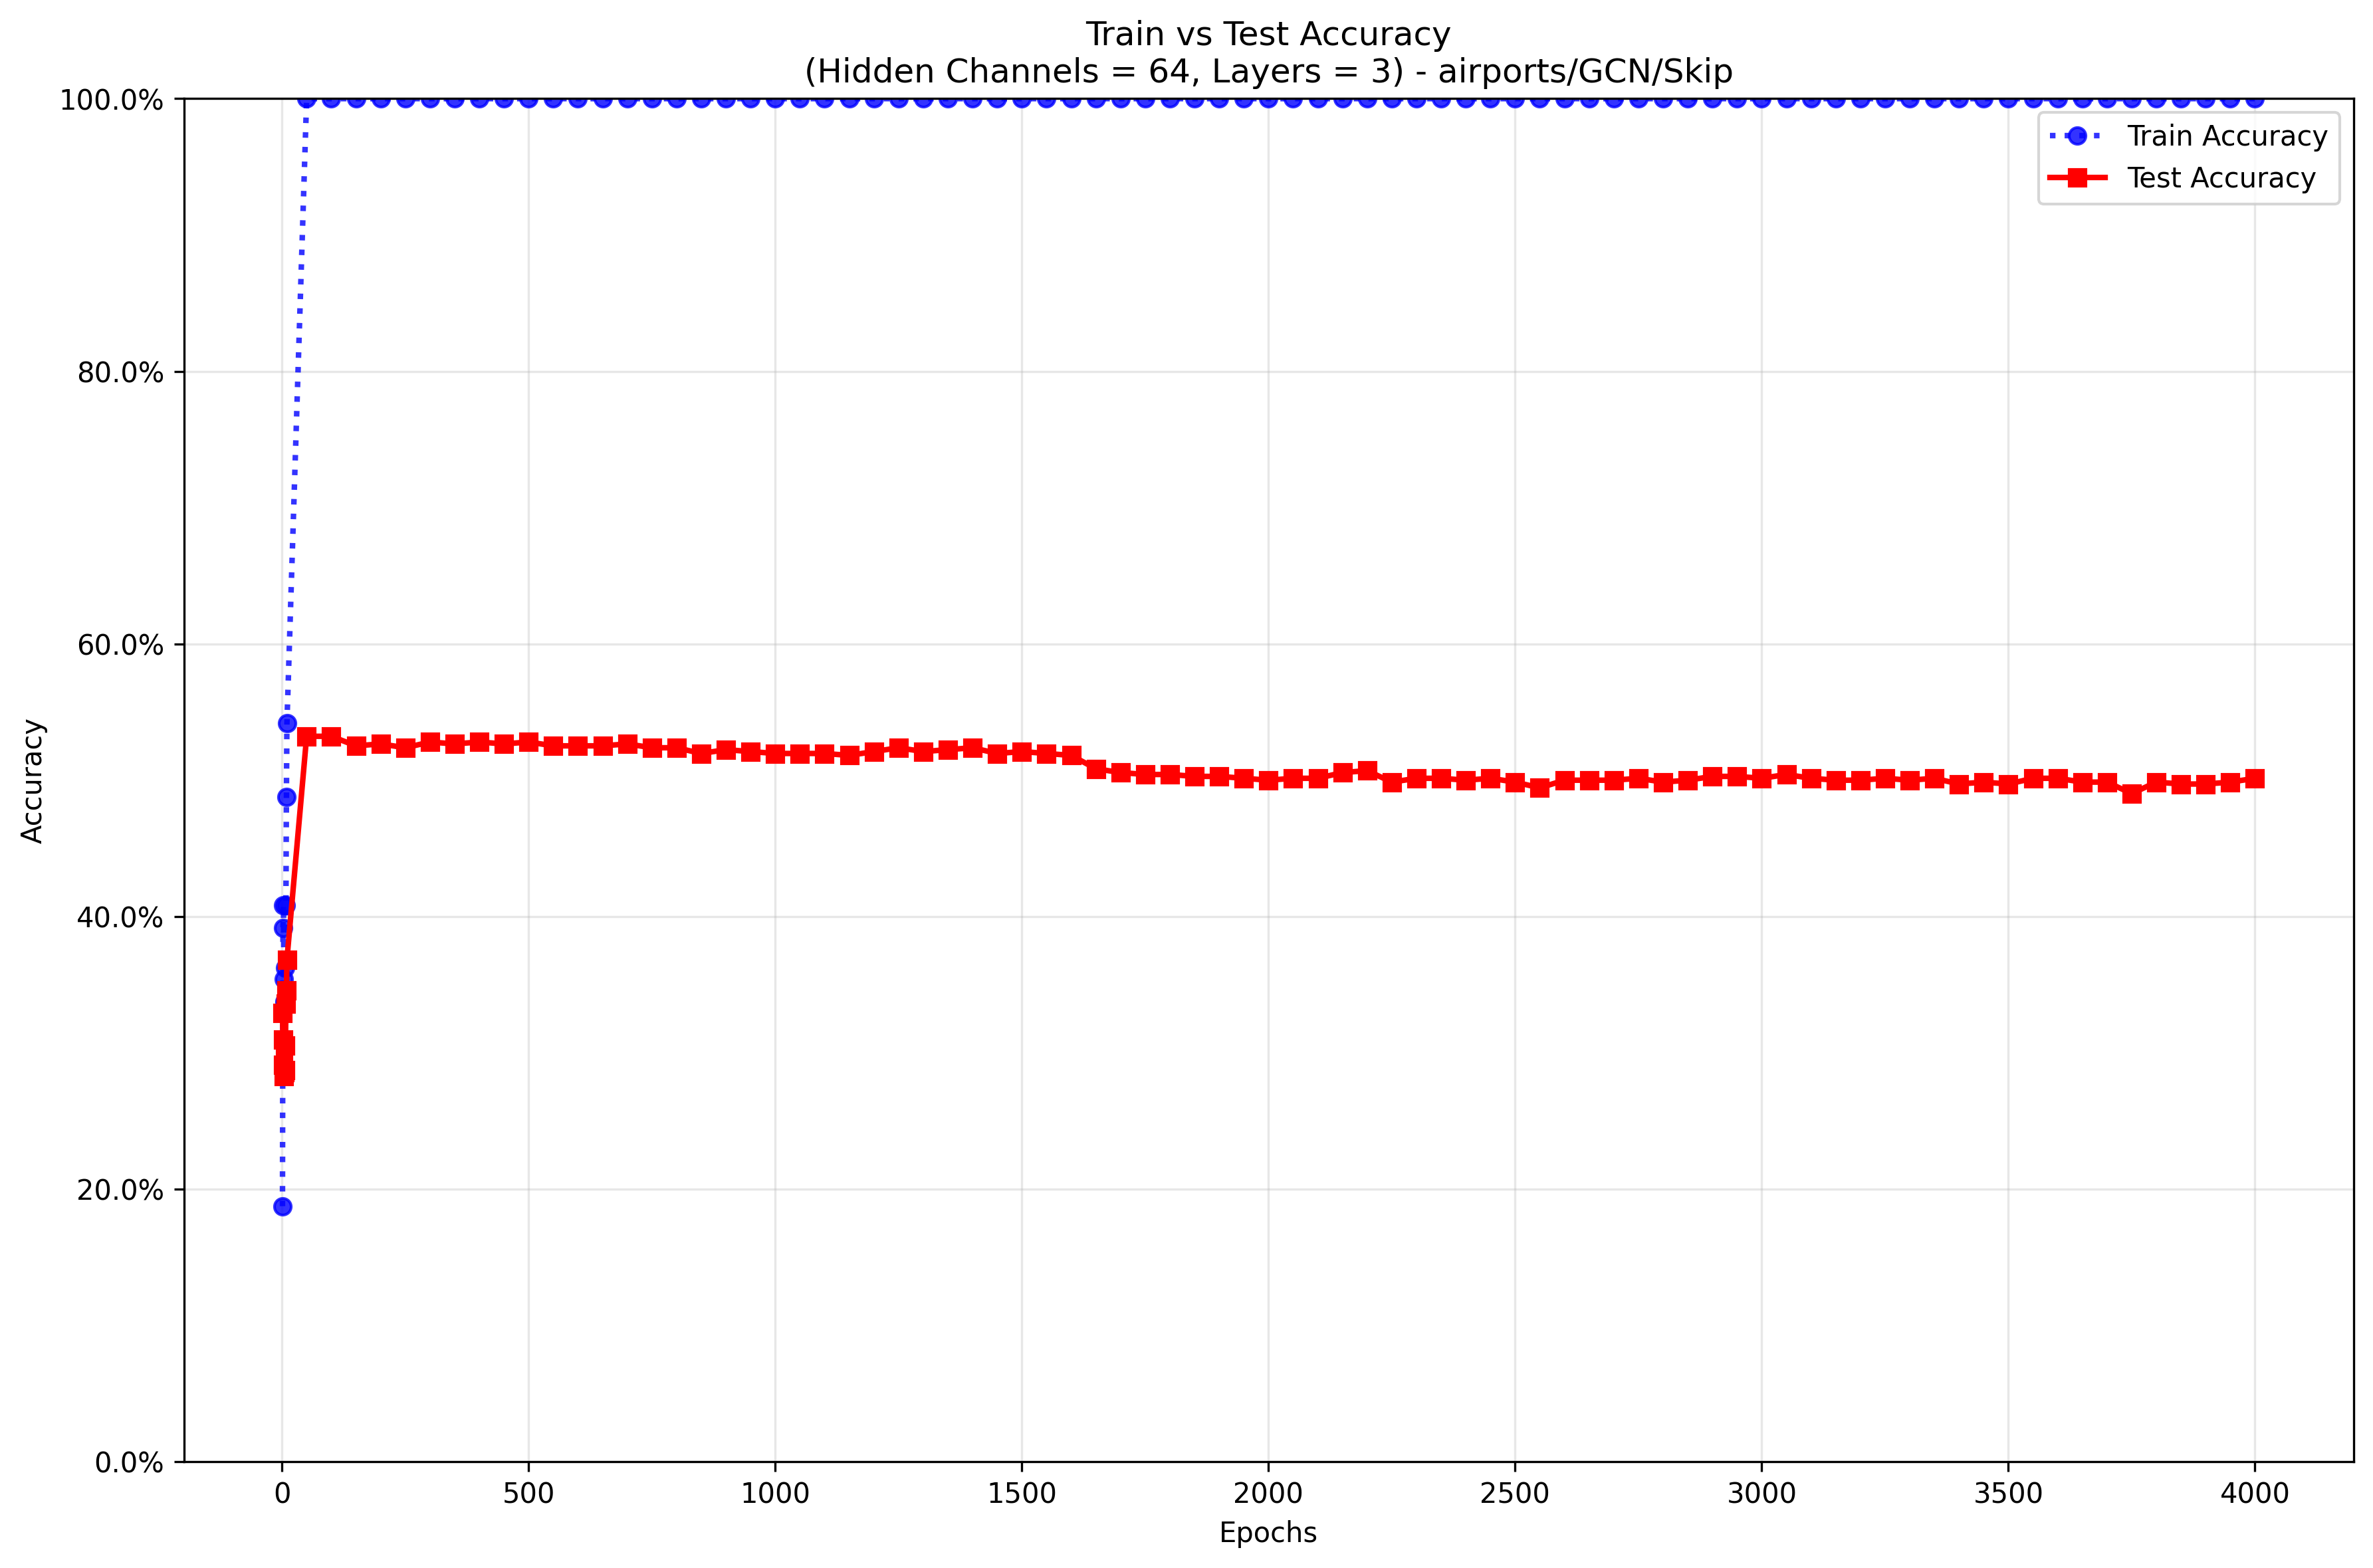 Train vs Test Accuracy
(Hidden Channels = 64, Layers = 3) - airports/GCN/Skip
100.0%
80.0%
60.0%
40.0%
20.0%
0.0%
Accuracy
Train Accuracy
Test Accuracy
0 500 1000 1500 2000 2500 3000 3500 4000
Epochs